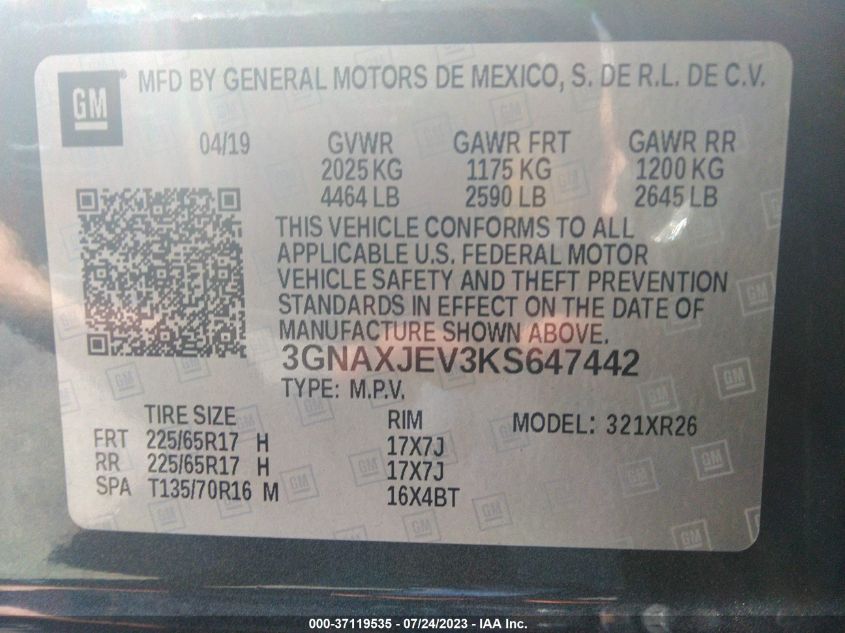 GM ® MFD BY GENERAL MOTORS DE MEXICO, S. DE R.L. DE C.V.
04/19 GVWR GAWR FRT GAWR RR
2025 KG 1175 KG 1200 KG
4464 LB 2590 LB 2645 LB
THIS VEHICLE CONFORMS TO ALL
APPLICABLE U.S. FEDERAL MOTOR
VEHICLE SAFETY AND THEFT PREVENTION
STANDARDS IN EFFECT ON THE DATE OF
MANUFACTURE SHOWN ABOVE.
3GNAXJEV3KS647442
TYPE: M.P.V.
TIRE SIZE RIM MODEL: 321XR26
FRT 225/65R17 H 17X7J
RR 225/65R17 H 17X7J
SPA T135/70R16 M 16X4BT
000-37119535 - 07/24/2023 - IAA Inc.